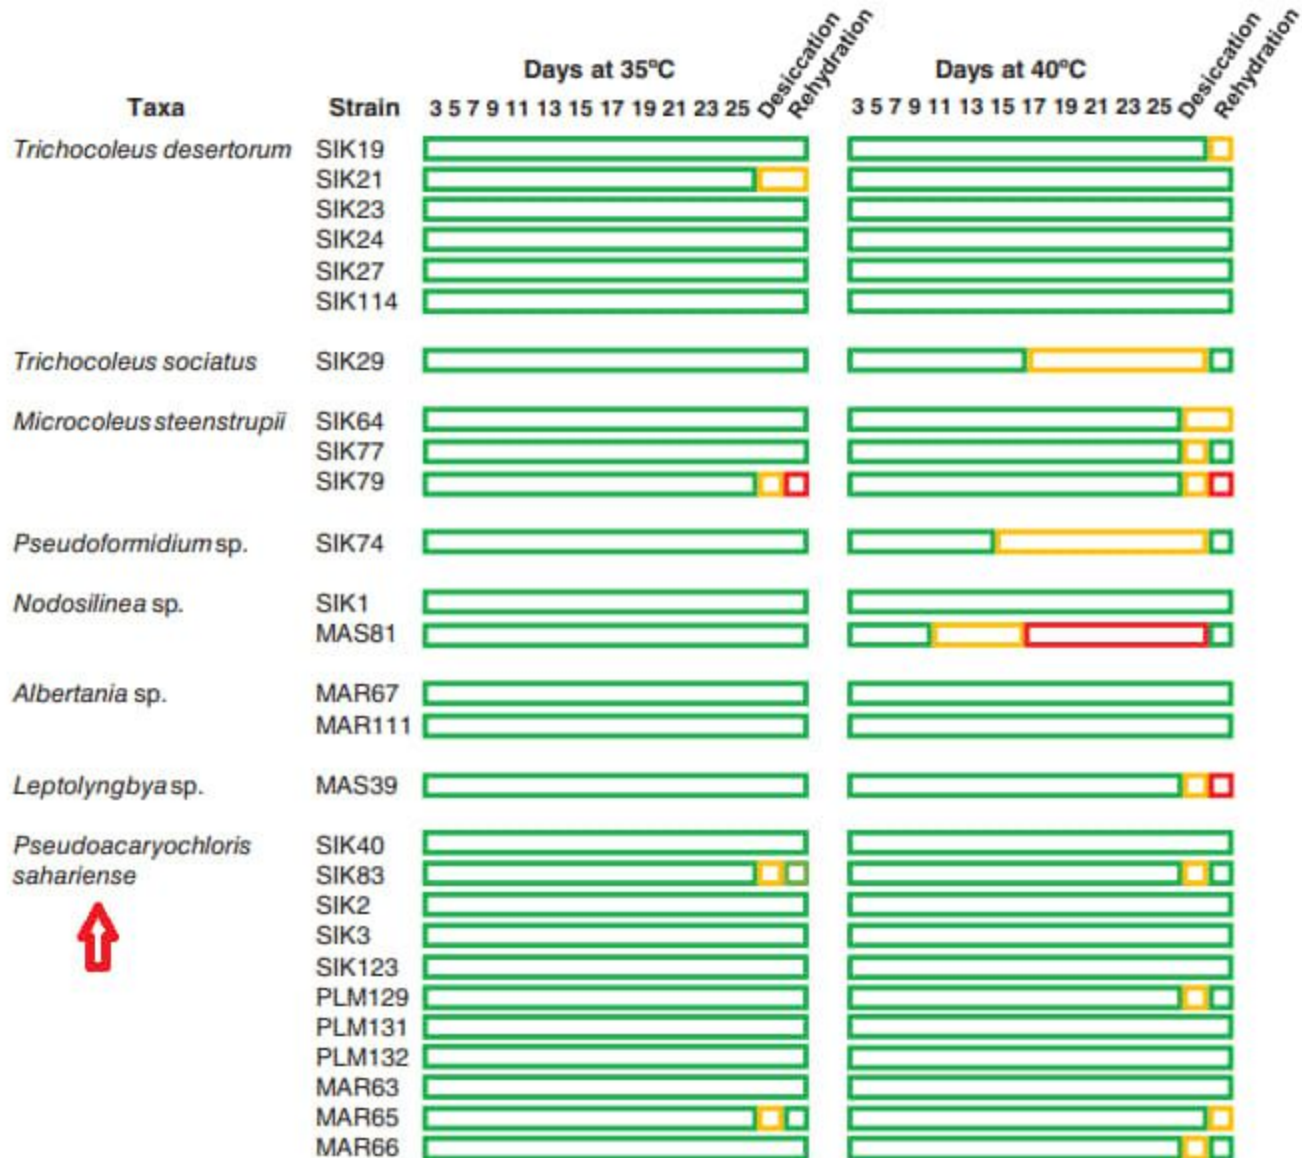 Days at 35ºC Desiccation Rehydration Days at 40ºC Desiccation Rehydration
Taxa Strain 3 5 7 9 11 13 15 17 19 21 23 25 3 5 7 9 11 13 15 17 19 21 23 25
Trichocoleus desertorum SIK19
SIK21
SIK23
SIK24
SIK27
SIK114
Trichocoleus sociatus SIK29
Microcoleus steenstrupii SIK64
SIK77
SIK79
Pseudoformidium sp. SIK74
Nodosilinea sp. SIK1
MAS81
Albertania sp. MAR67
MAR111
Leptolyngbya sp. MAS39
Pseudoacaryochloris SIK40
sahariense SIK83
SIK2
SIK3
SIK123
PLM129
PLM131
PLM132
MAR63
MAR65
MAR66